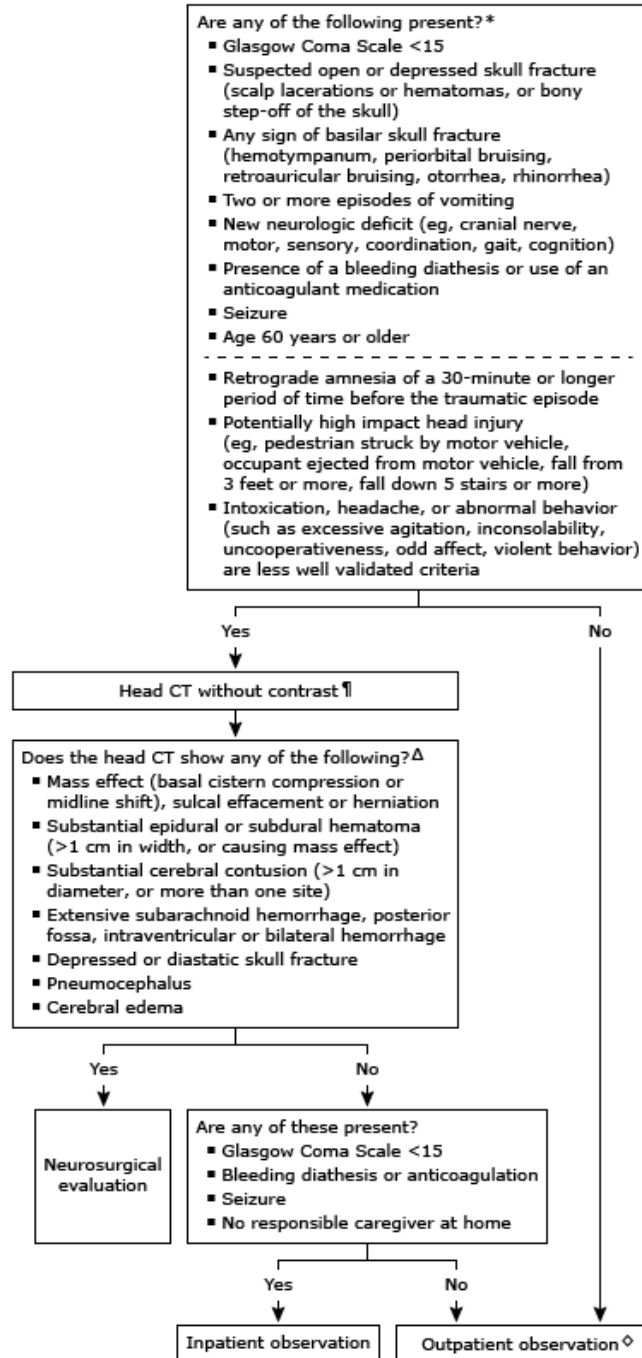 Are any of the following present?*
▪ Glasgow Coma Scale <15
▪ Suspected open or depressed skull fracture
(scalp lacerations or hematomas, or bony
step-off of the skull)
▪ Any sign of basilar skull fracture
(hemotympanum, periorbital bruising,
retroauricular bruising, otorrhea, rhinorrhea)
▪ Two or more episodes of vomiting
▪ New neurologic deficit (eg, cranial nerve,
motor, sensory, coordination, gait, cognition)
▪ Presence of a bleeding diathesis or use of an
anticoagulant medication
▪ Seizure
▪ Age 60 years or older
▪ Retrograde amnesia of a 30-minute or longer
period of time before the traumatic episode
▪ Potentially high impact head injury
(eg, pedestrian struck by motor vehicle,
occupant ejected from motor vehicle, fall from
3 feet or more, fall down 5 stairs or more)
▪ Intoxication, headache, or abnormal behavior
(such as excessive agitation, inconsolability,
uncooperativeness, odd affect, violent behavior)
are less well validated criteria
Yes
No
Head CT without contrast¶
Does the head CT show any of the following?Δ
▪ Mass effect (basal cistern compression or
midline shift), sulcal effacement or herniation
▪ Substantial epidural or subdural hematoma
(>1 cm in width, or causing mass effect)
▪ Substantial cerebral contusion (>1 cm in
diameter, or more than one site)
▪ Extensive subarachnoid hemorrhage, posterior
fossa, intraventricular or bilateral hemorrhage
▪ Depressed or diastatic skull fracture
▪ Pneumocephalus
▪ Cerebral edema
Yes
No
Neurosurgical
evaluation
Are any of these present?
▪ Glasgow Coma Scale <15
▪ Bleeding diathesis or anticoagulation
▪ Seizure
▪ No responsible caregiver at home
Yes
No
Inpatient observation
Outpatient observation◇